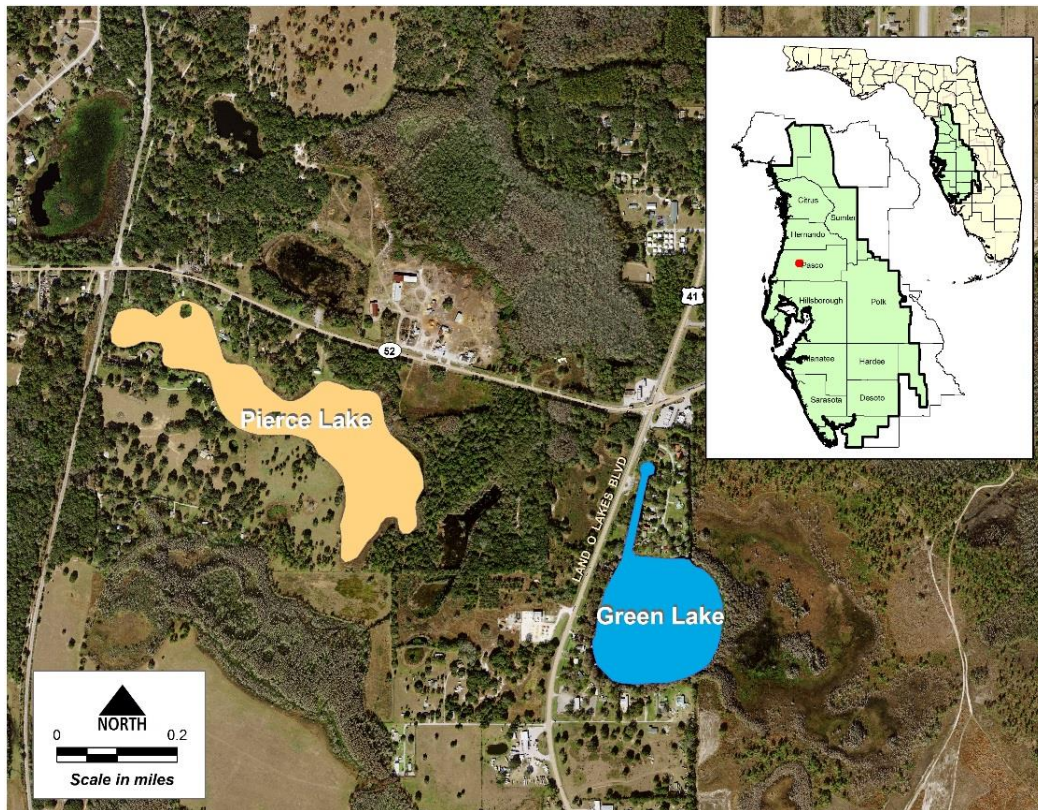 Citrus
Sumter
Hernando
Pasco
Hillsborough
Polk
Manatee
Hardee
Sarasota
Desoto
41
52
Pierce Lake
LAND O LAKES BLVD
Green Lake
NORTH
0 0.2
Scale in miles